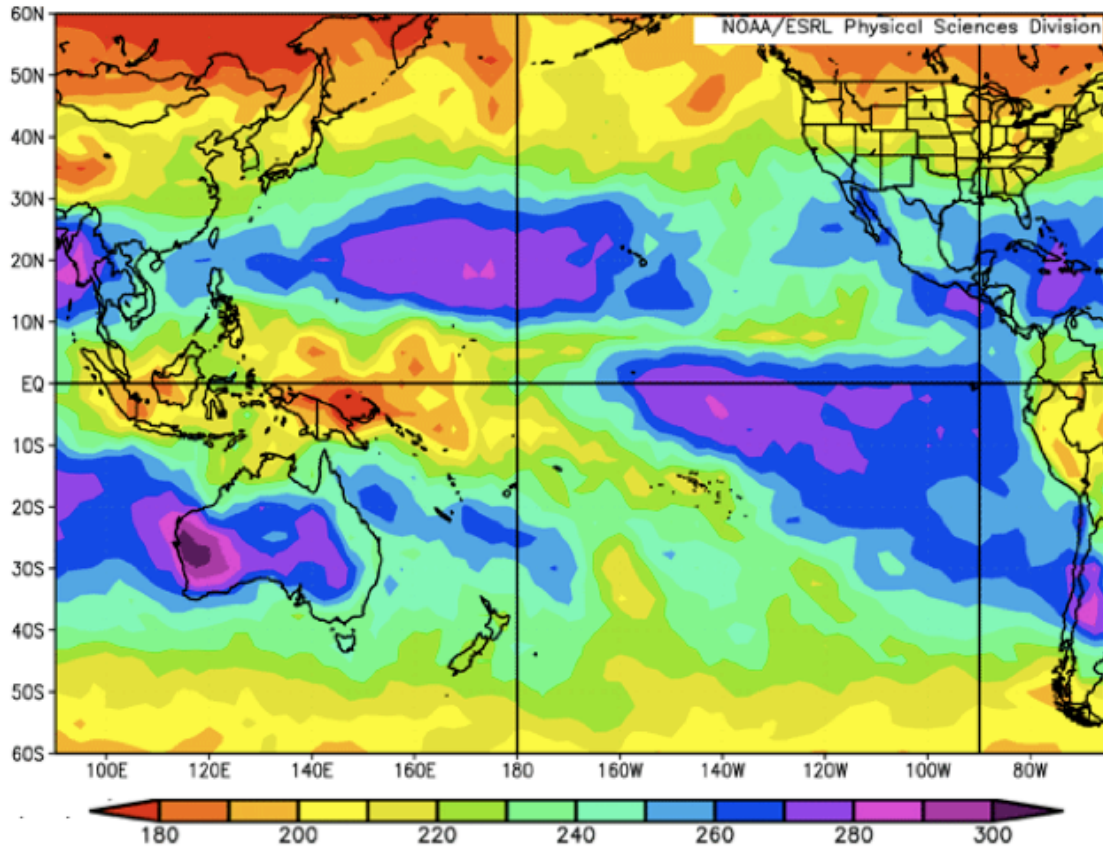 NOAA/ESRL Physical Sciences Division
60N
50N
40N
30N
20N
10N
EQ
10S
20S
30S
40S
50S
60S
100E 120E 140E 160E 180 160W 140W 120W 100W 80W
180 200 220 240 260 280 300